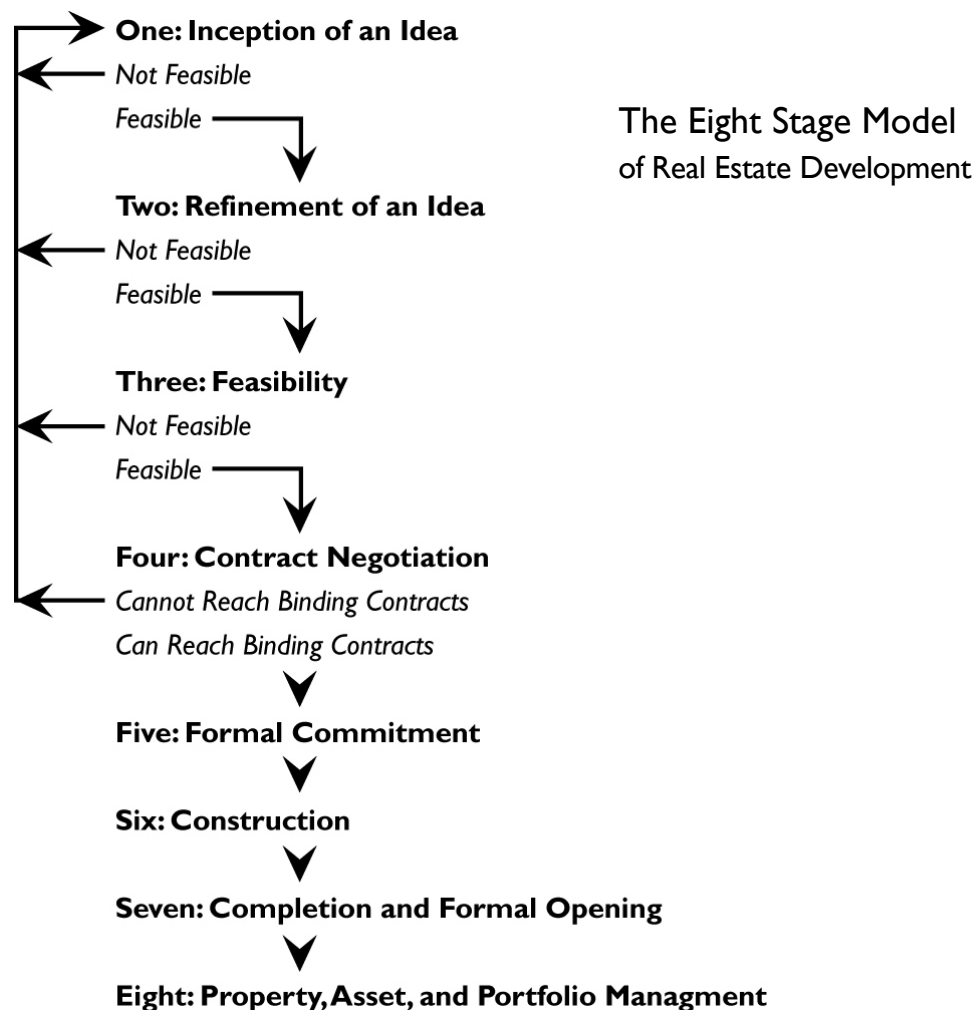 One: Inception of an Idea
Not Feasible
Feasible
The Eight Stage Model
of Real Estate Development
Two: Refinement of an Idea
Not Feasible
Feasible
Three: Feasibility
Not Feasible
Feasible
Four: Contract Negotiation
Cannot Reach Binding Contracts
Can Reach Binding Contracts
Five: Formal Commitment
Six: Construction
Seven: Completion and Formal Opening
Eight: Property, Asset, and Portfolio Managment